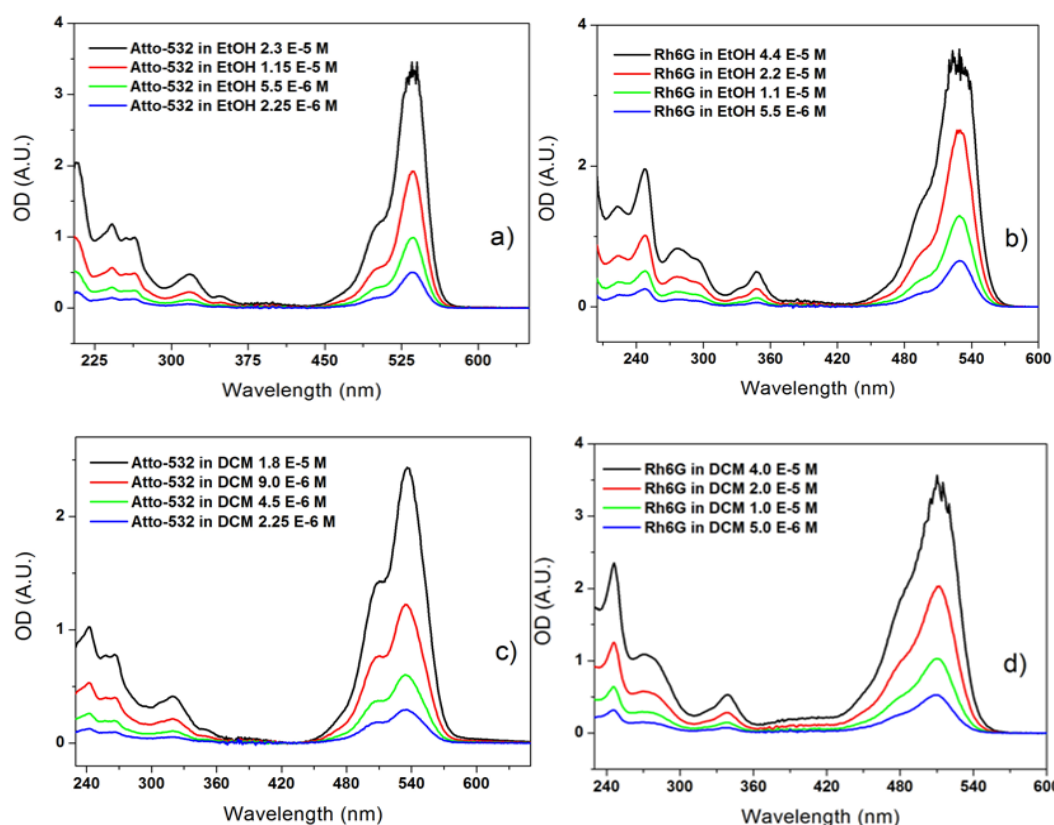 4
3
2
1
0
OD (A.U.)
Atto-532 in EtOH 2.3 E-5 M
Atto-532 in EtOH 1.15 E-5 M
Atto-532 in EtOH 5.5 E-6 M
Atto-532 in EtOH 2.25 E-6 M
a)
225 300 375 450 525 600
Wavelength (nm)
4
2
0
OD (A.U.)
Rh6G in EtOH 4.4 E-5 M
Rh6G in EtOH 2.2 E-5 M
Rh6G in EtOH 1.1 E-5 M
Rh6G in EtOH 5.5 E-6 M
b)
240 300 360 420 480 540 600
Wavelength (nm)
2
1
0
OD (A.U.)
Atto-532 in DCM 1.8 E-5 M
Atto-532 in DCM 9.0 E-6 M
Atto-532 in DCM 4.5 E-6 M
Atto-532 in DCM 2.25 E-6 M
c)
240 300 360 420 480 540 600
Wavelength (nm)
4
3
2
1
0
OD (A.U.)
Rh6G in DCM 4.0 E-5 M
Rh6G in DCM 2.0 E-5 M
Rh6G in DCM 1.0 E-5 M
Rh6G in DCM 5.0 E-6 M
d)
240 300 360 420 480 540 600
Wavelength (nm)